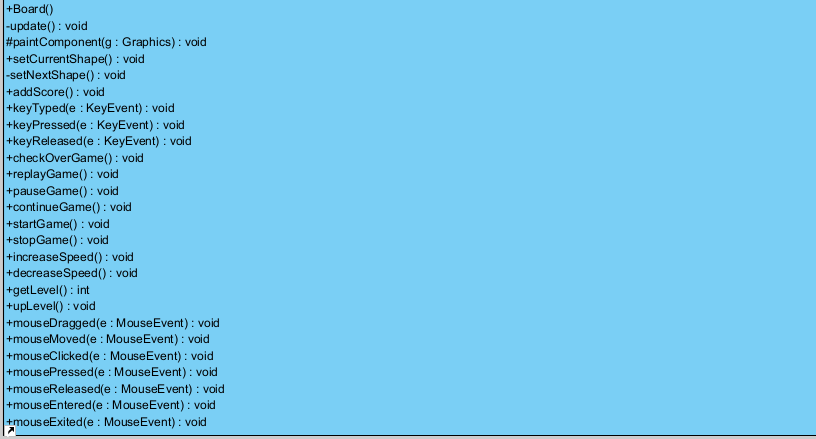 +Board()
-update() : void
#paintComponent(g : Graphics) : void
+setCurrentShape() : void
-setNextShape() : void
+addScore() : void
+keyTyped(e : KeyEvent) : void
+keyPressed(e : KeyEvent) : void
+keyReleased(e : KeyEvent) : void
+checkOverGame() : void
+replayGame() : void
+pauseGame() : void
+continueGame() : void
+startGame() : void
+stopGame() : void
+increaseSpeed() : void
+decreaseSpeed() : void
+getLevel() : int
+upLevel() : void
+mouseDragged(e : MouseEvent) : void
+mouseMoved(e : MouseEvent) : void
+mouseClicked(e : MouseEvent) : void
+mousePressed(e : MouseEvent) : void
+mouseReleased(e : MouseEvent) : void
+mouseEntered(e : MouseEvent) : void
+mouseExited(e : MouseEvent) : void